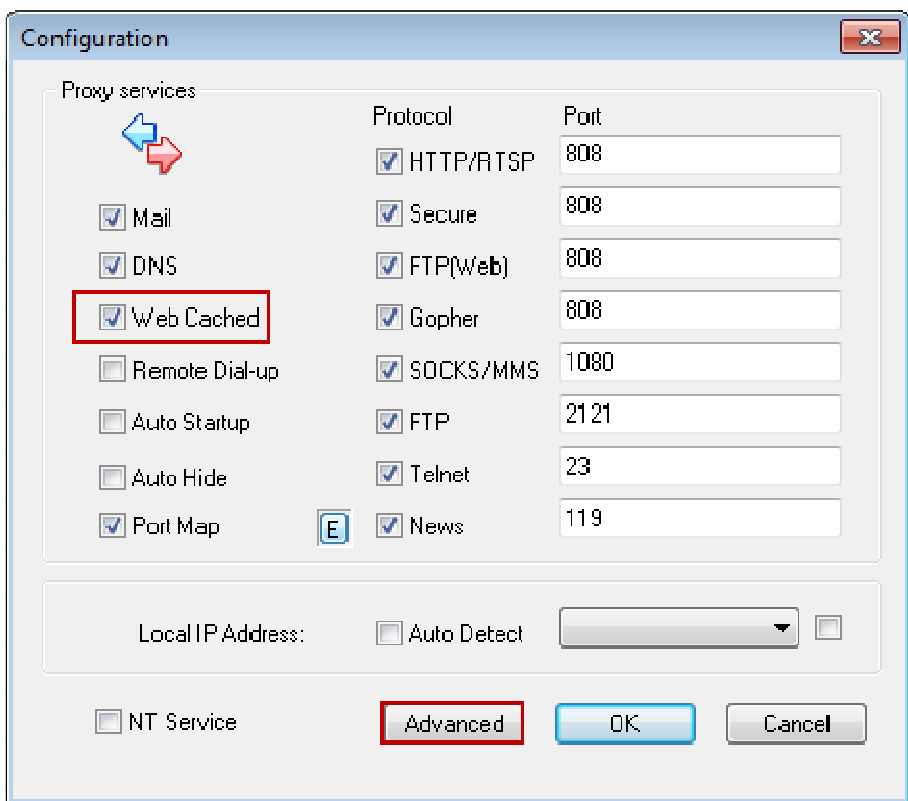 Configuration
Proxy services
Protocol Port
HTTP/RTSP 808
Mail Secure 808
DNS FTP(Web) 808
Web Cached Gopher 808
Remote Dial-up SOCKS/MMS 1080
Auto Startup FTP 2121
Auto Hide Telnet 23
Port Map E News 119
Local IP Address: Auto Detect
NT Service Advanced OK Cancel